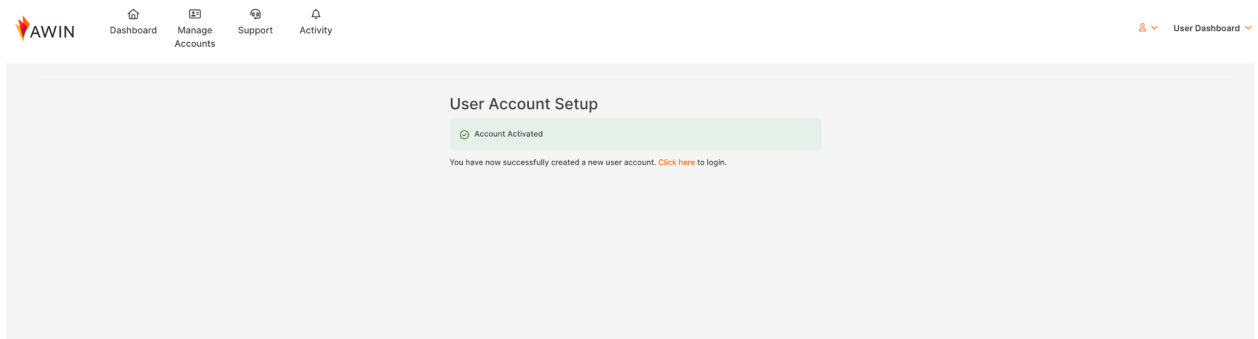 AWIN
Dashboard
Manage
Accounts
Support
Activity
User Dashboard
User Account Setup
Account Activated
You have now successfully created a new user account. Click here to login.